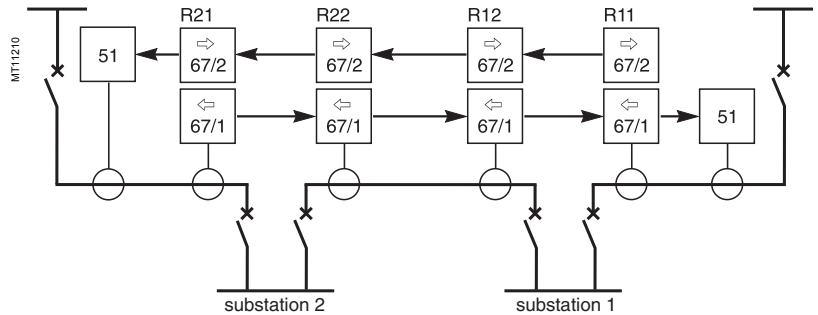 R21 R22 R12 R11
MT11210
51 67/2 67/2 67/2 67/2
67/1 67/1 67/1 67/1 51
substation 2 substation 1